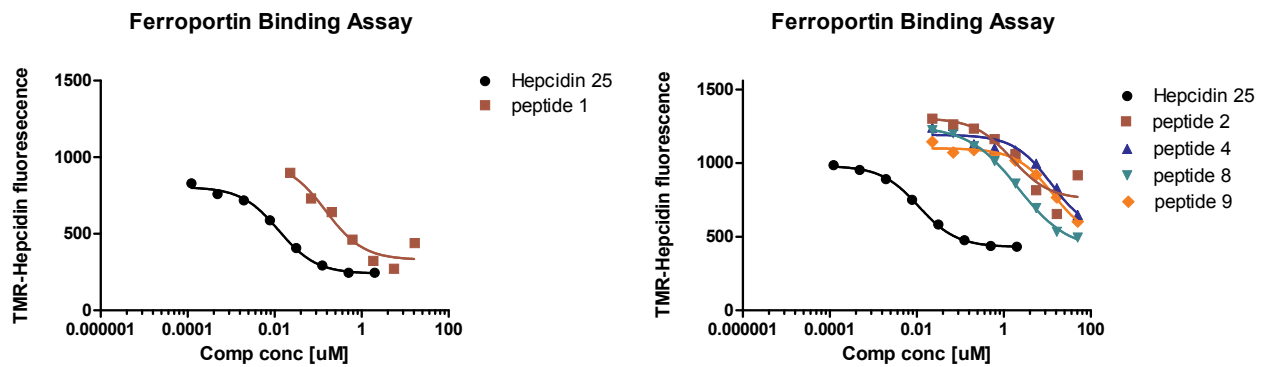 Ferroportin Binding Assay
TMR-Hepcidin fluoresecence
1500
1000
500
0
0.000001
0.0001
0.01
1
100
Comp conc [uM]
Hepcidin 25
peptide 1
Ferroportin Binding Assay
TMR-Hepcidin fluorescence
1500
1000
500
0
0.000001
0.0001
0.01
1
100
Comp conc [uM]
Hepcidin 25
peptide 2
peptide 4
peptide 8
peptide 9